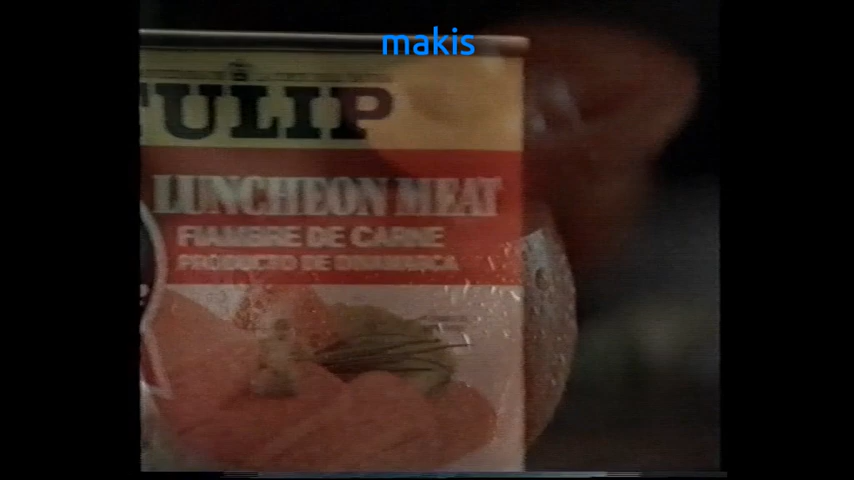 makis
TULIP
LUNCHEON MEAT
FIAMBRE DE CARNE
PRODUCTO DE DINAMARCA